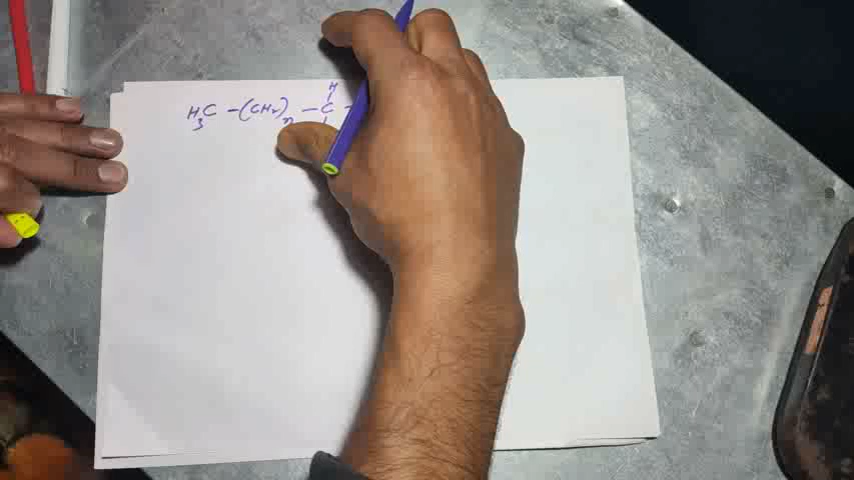 H
H₃C –(CH₂)n – C –